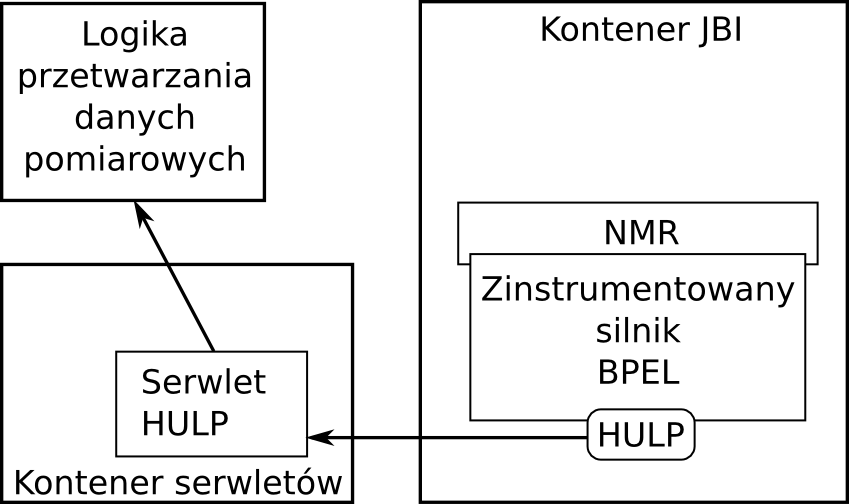 Logika
przetwarzania
danych
pomiarowych
Kontener JBI
NMR
Zinstrumentowany
silnik
BPEL
HULP
Serwlet
HULP
Kontener serwletów